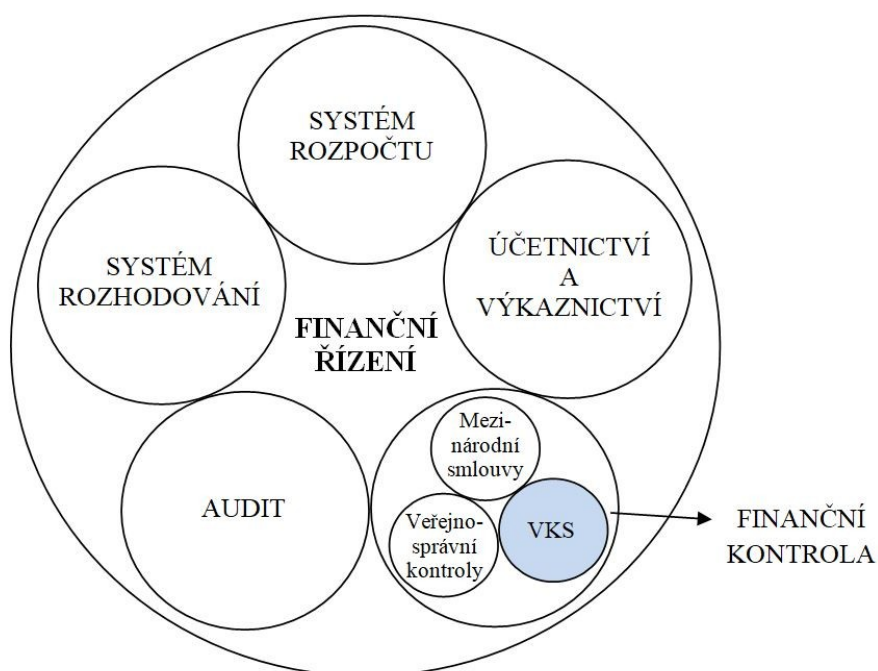 SYSTÉM
ROZPOČTU
SYSTÉM
ROZHODOVÁNÍ
ÚČETNICTVÍ
A
VÝKAZNICTVÍ
FINANČNÍ
ŘÍZENÍ
AUDIT
Mezi-
národní
smlouvy
Veřejno-
správní
kontroly
VKS
FINANČNÍ
KONTROLA